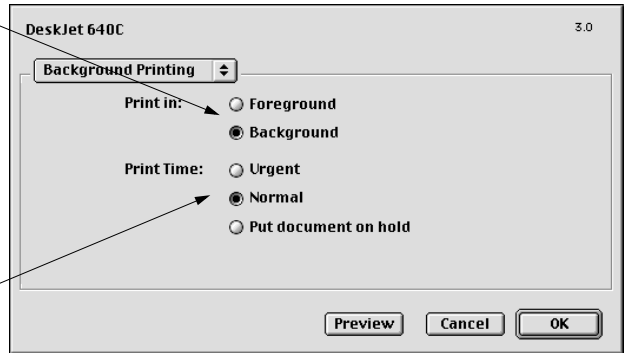 DeskJet 640C 3.0
Background Printing
Print in: Foreground
Background
Print Time: Urgent
Normal
Put document on hold
Preview Cancel OK